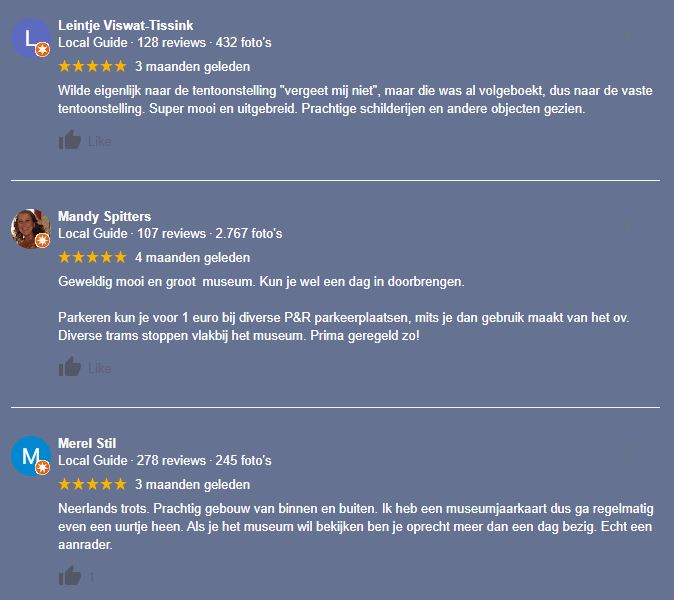 Leintje Viswat-Tissink
Local Guide · 128 reviews · 432 foto's
3 maanden geleden
Wilde eigenlijk naar de tentoonstelling "vergeet mij niet", maar die was al volgeboekt, dus naar de vaste
tentoonstelling. Super mooi en uitgebreid. Prachtige schilderijen en andere objecten gezien.
Like
Mandy Spitters
Local Guide · 107 reviews · 2.767 foto's
4 maanden geleden
Geweldig mooi en groot  museum. Kun je wel een dag in doorbrengen.
Parkeren kun je voor 1 euro bij diverse P&R parkeerplaatsen, mits je dan gebruik maakt van het ov.
Diverse trams stoppen vlakbij het museum. Prima geregeld zo!
Like
Merel Stil
Local Guide · 278 reviews · 245 foto's
3 maanden geleden
Neerlands trots. Prachtig gebouw van binnen en buiten. Ik heb een museumjaarkaart dus ga regelmatig
even een uurtje heen. Als je het museum wil bekijken ben je oprecht meer dan een dag bezig. Echt een
aanrader.
1